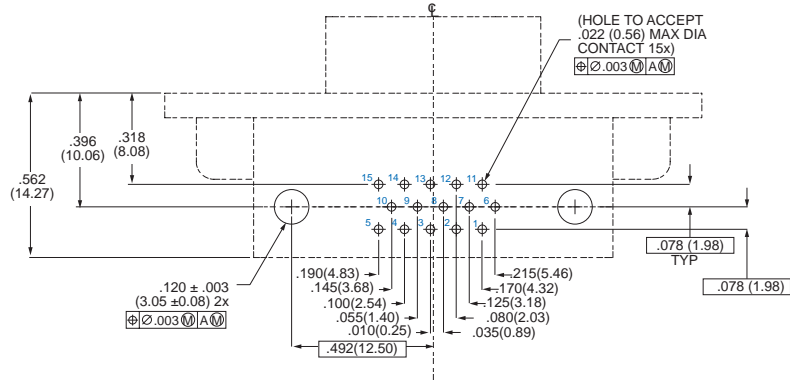 ℄
(HOLE TO ACCEPT
.022 (0.56) MAX DIA
CONTACT 15x)
⌖ Ø.003 Ⓜ A Ⓜ
.562
(14.27)
.396
(10.06)
.318
(8.08)
15 14 13 12 11
10 9 8 7 6
5 4 3 2 1
.078 (1.98)
TYP
.078 (1.98)
.120 ± .003
(3.05 ±0.08) 2x
⌖ Ø.003 Ⓜ A Ⓜ
.190(4.83)
.145(3.68)
.100(2.54)
.055(1.40)
.010(0.25)
.492(12.50)
.215(5.46)
.170(4.32)
.125(3.18)
.080(2.03)
.035(0.89)